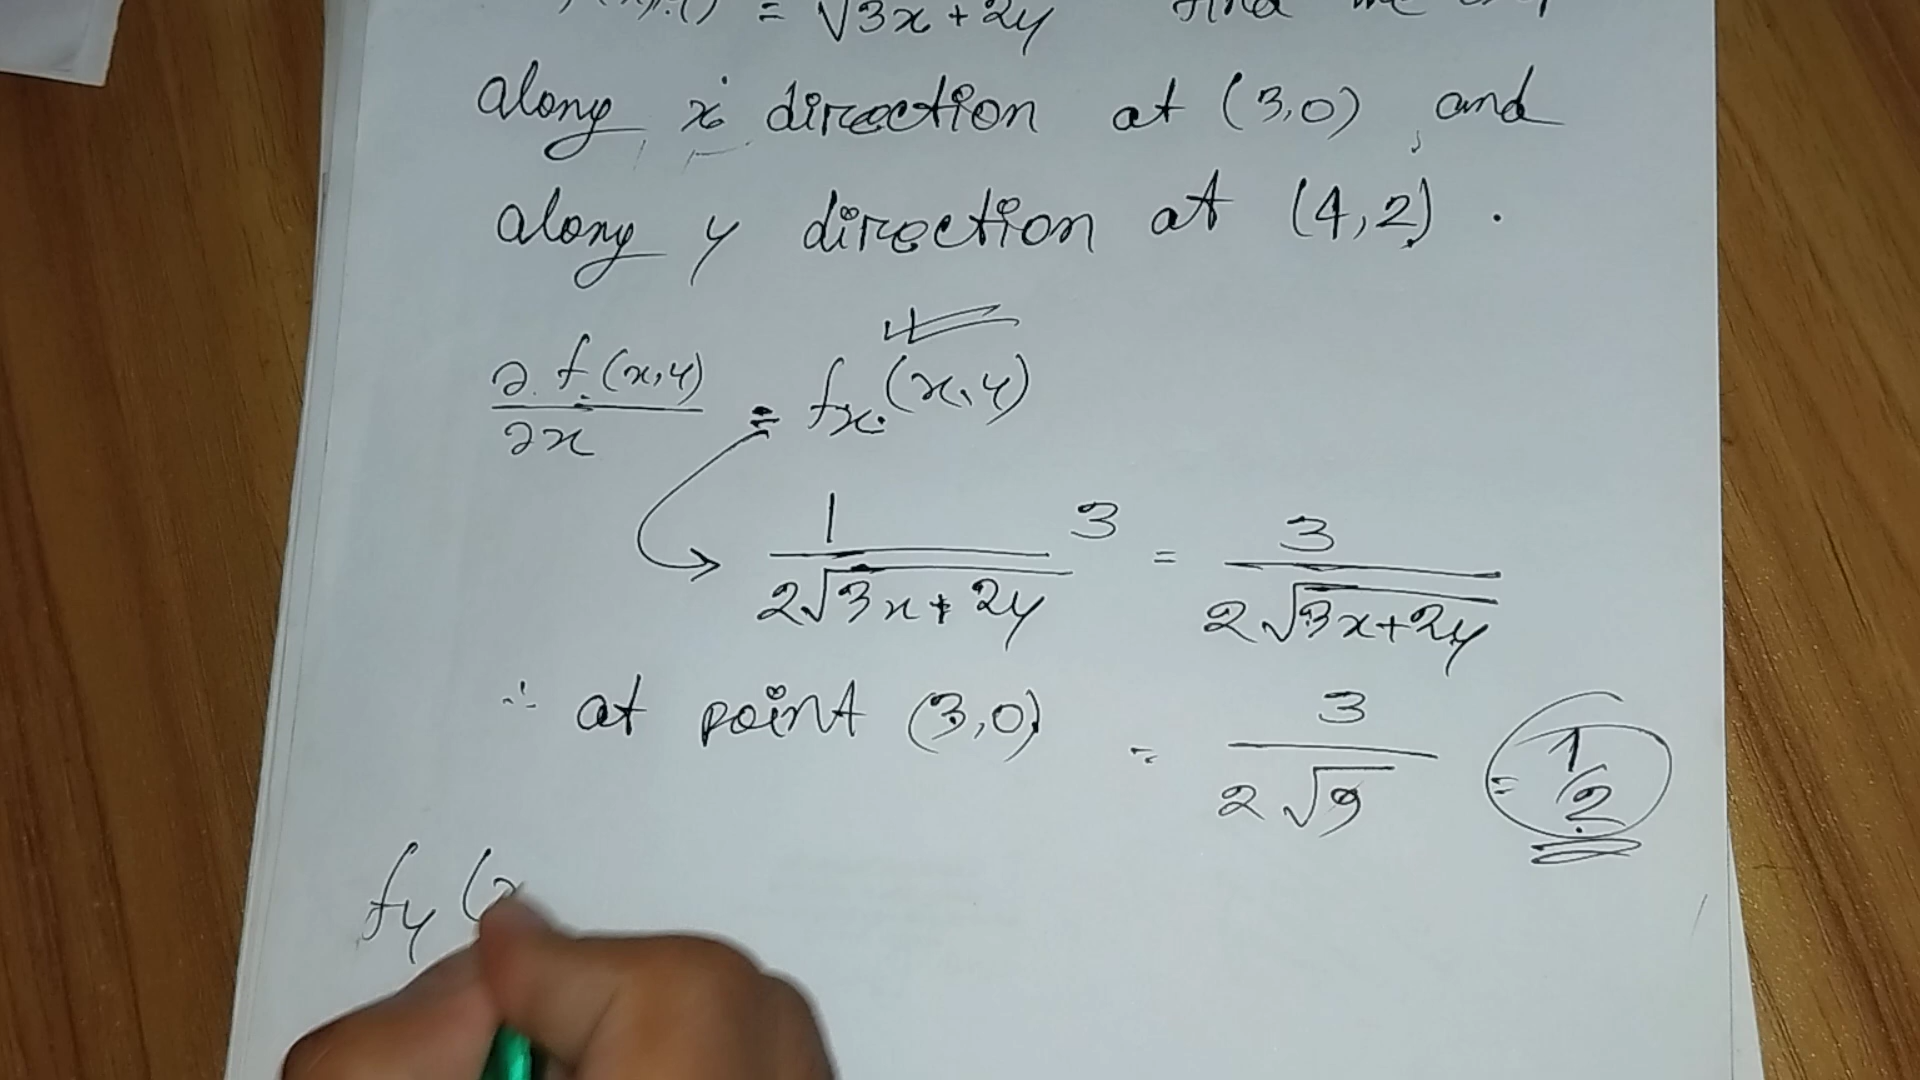 = √3x+2y
along x direction at (3,0) and
along y direction at (4,2).
∂f(x,y)/∂x = fx(x,y)
1/2√3x+2y 3 = 3/2√3x+2y
∴ at point (3,0) = 3/2√9 = 1/2
fy (x